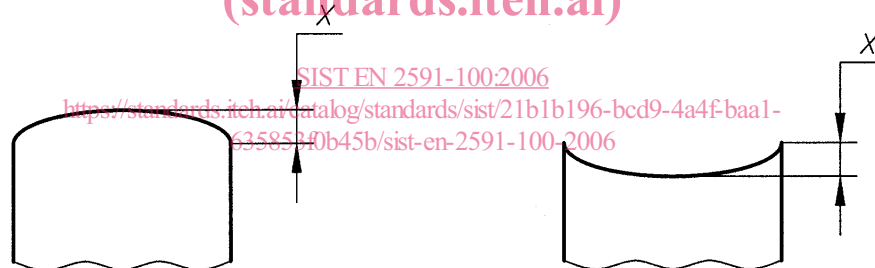 (standards.iteh.ai)
X
X
SIST EN 2591-100:2006
https://standards.iteh.ai/catalog/standards/sist/21b1b196-bcd9-4a4f-baa1-
635853f0b45b/sist-en-2591-100-2006